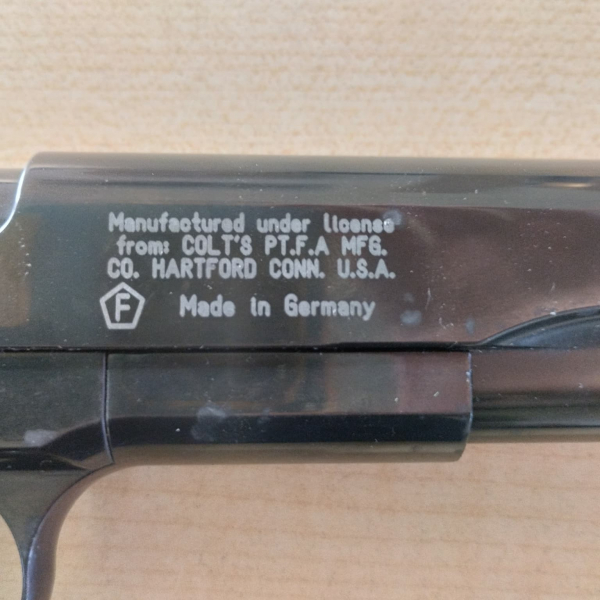 Manufactured under license
from: COLT'S PT.F.A MFG.
CO. HARTFORD CONN. U.S.A.
F Made in Germany